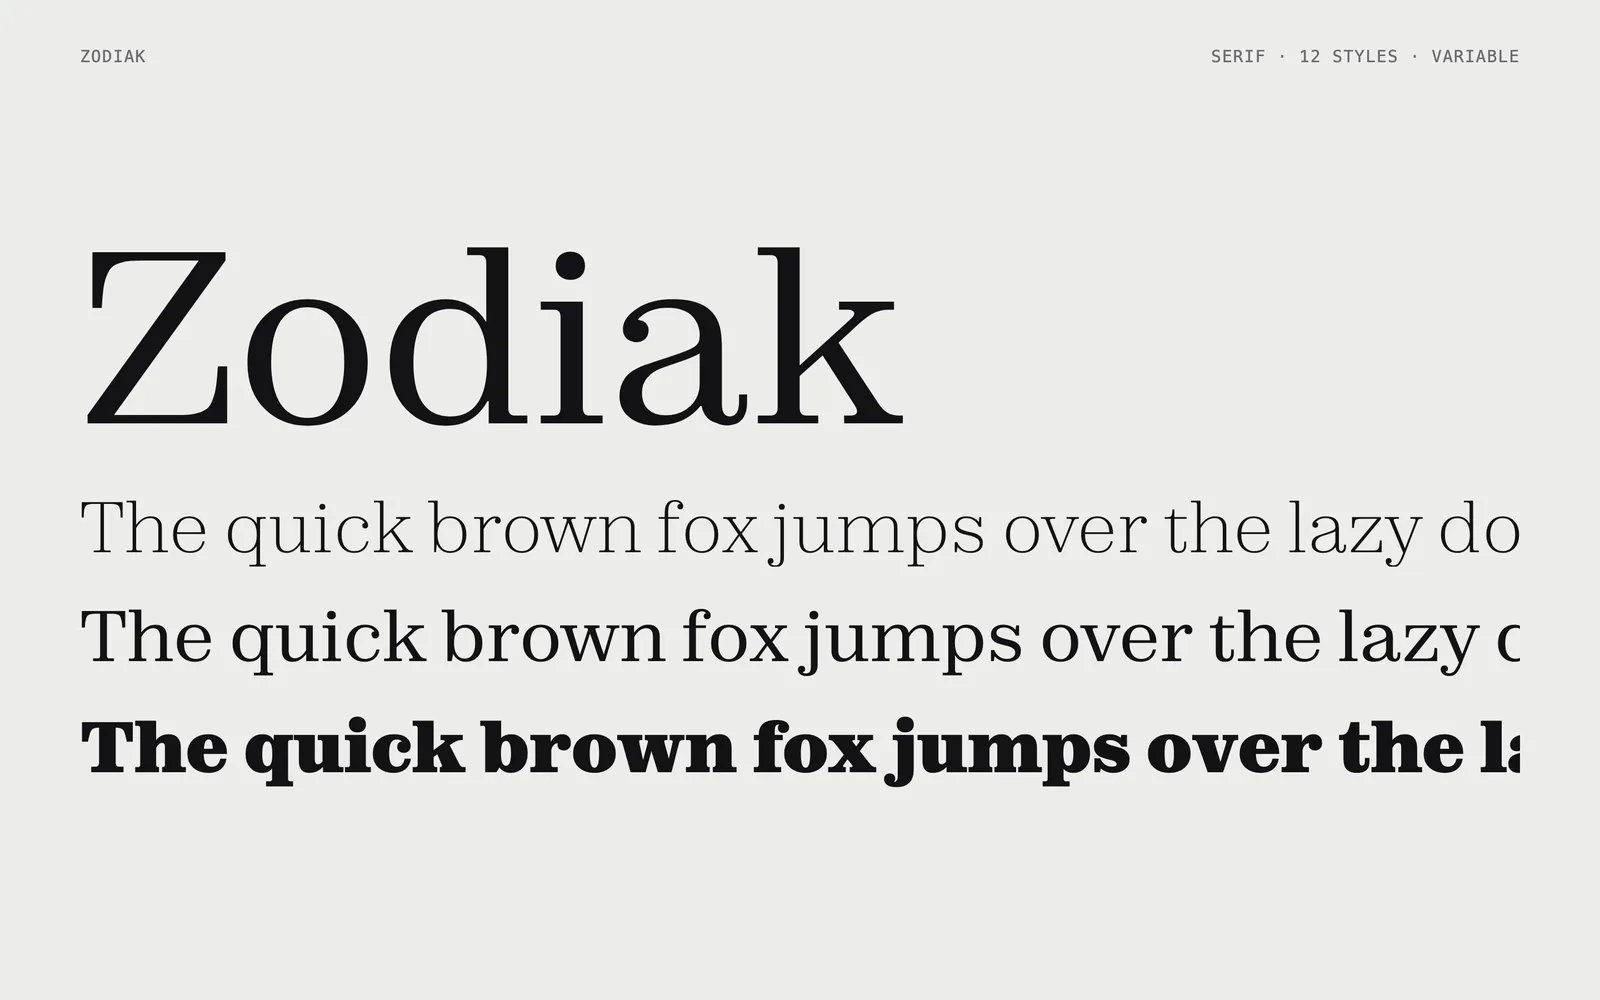 ZODIAK
SERIF · 12 STYLES · VARIABLE
Zodiak
The quick brown fox jumps over the lazy do
The quick brown fox jumps over the lazy
The quick brown fox jumps over the la